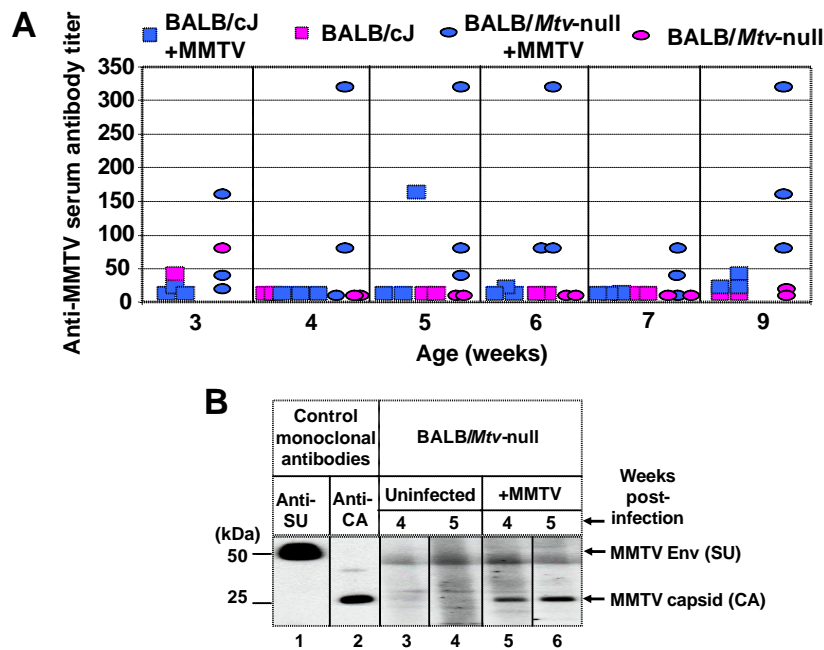 A
BALB/cJ
+MMTV
BALB/cJ
BALB/Mtv-null
+MMTV
BALB/Mtv-null
Anti-MMTV serum antibody titer
350
300
250
200
150
100
50
0
3 4 5 6 7 9
Age (weeks)
B
Control
monoclonal
antibodies
BALB/Mtv-null
Anti-
SU
Anti-
CA
Uninfected
+MMTV
4 5 4 5
Weeks
post-
infection
(kDa)
50
25
MMTV Env (SU)
MMTV capsid (CA)
1 2 3 4 5 6